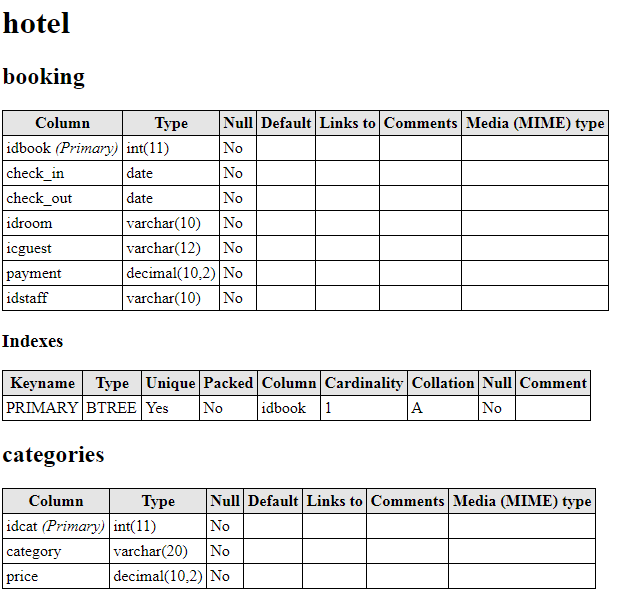 hotel
booking
Column Type Null Default Links to Comments Media (MIME) type
idbook (Primary) int(11) No
check_in date No
check_out date No
idroom varchar(10) No
icguest varchar(12) No
payment decimal(10,2) No
idstaff varchar(10) No
Indexes
Keyname Type Unique Packed Column Cardinality Collation Null Comment
PRIMARY BTREE Yes No idbook 1 A No
categories
Column Type Null Default Links to Comments Media (MIME) type
idcat (Primary) int(11) No
category varchar(20) No
price decimal(10,2) No